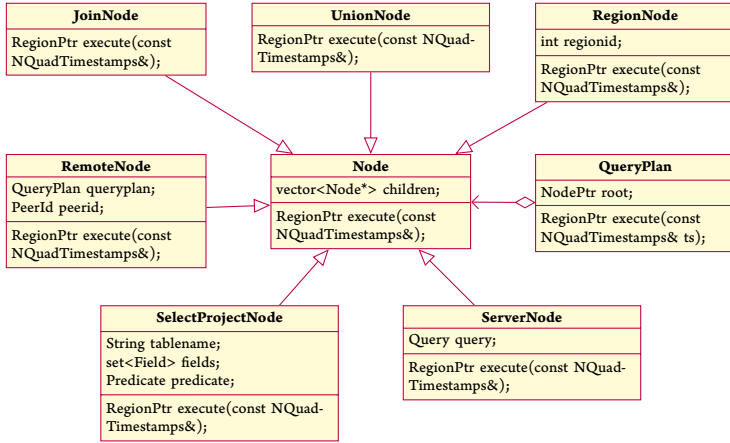 JoinNode
RegionPtr execute(const
NQuadTimestamps&);
UnionNode
RegionPtr execute(const NQuad-
Timestamps&);
RegionNode
int regionid;
RegionPtr execute(const
NQuadTimestamps&);
RemoteNode
QueryPlan queryplan;
PeerId peerid;
RegionPtr execute(const
NQuadTimestamps&);
Node
vector<Node*> children;
RegionPtr execute(const
NQuadTimestamps&);
QueryPlan
NodePtr root;
RegionPtr execute(const
NQuadTimestamps& ts);
SelectProjectNode
String tablename;
set<Field> fields;
Predicate predicate;
RegionPtr execute(const NQuad-
Timestamps&);
ServerNode
Query query;
RegionPtr execute(const NQuad-
Timestamps&);